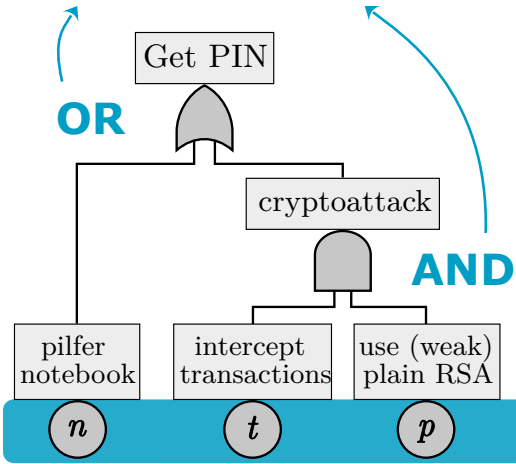 Get PIN
OR
cryptoattack
AND
pilfer
notebook
intercept
transactions
use (weak)
plain RSA
n
t
p